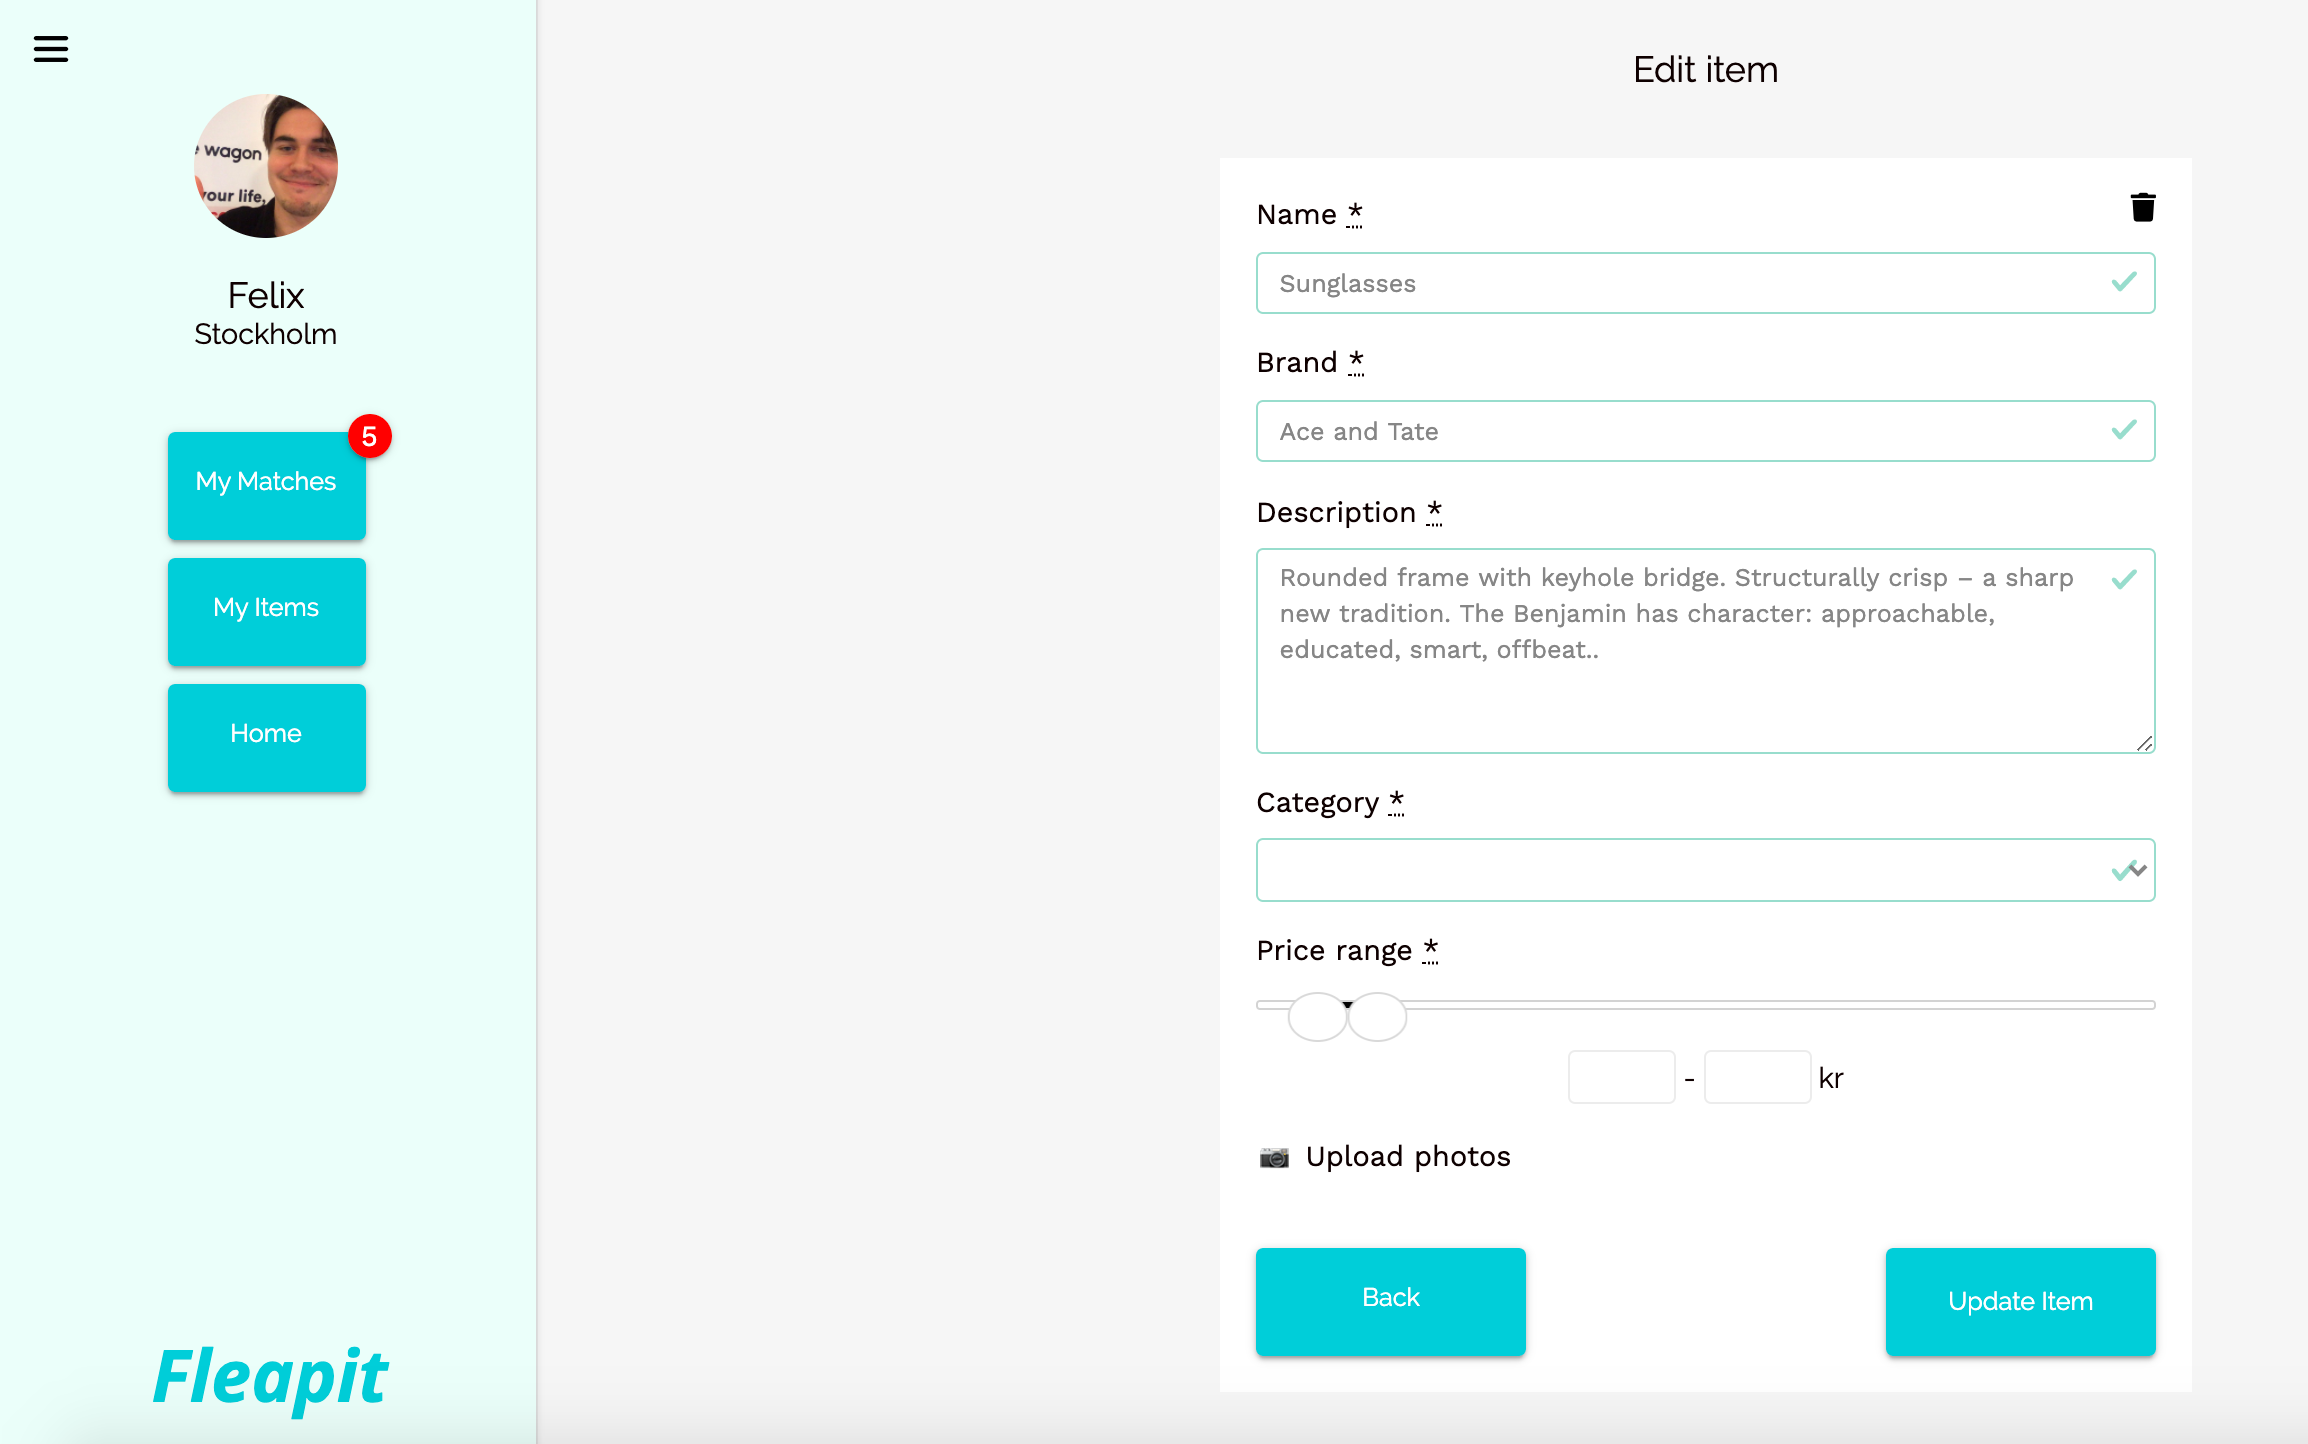 wagon
your life,
Felix
Stockholm
5
My Matches
My Items
Home
Fleapit
Edit item
Name *
Sunglasses
Brand *
Ace and Tate
Description *
Rounded frame with keyhole bridge. Structurally crisp – a sharp
new tradition. The Benjamin has character: approachable,
educated, smart, offbeat..
Category *
Price range *
- kr
Upload photos
Back
Update Item